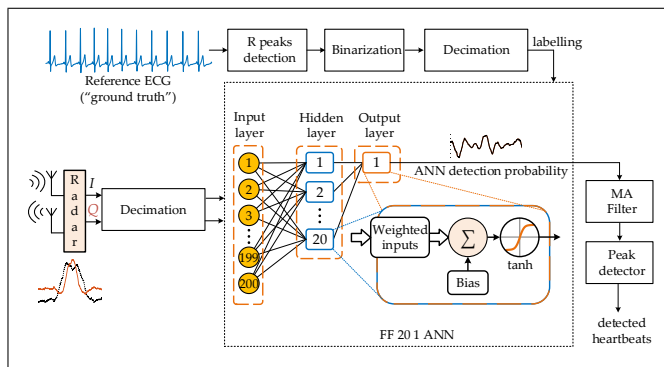 R peaks
detection
Binarization
Decimation
labelling
Reference ECG
("ground truth")
Input
layer
Hidden
layer
Output
layer
Radar
I
Q
Decimation
1
2
3
199
200
1
2
20
1
ANN detection probability
Weighted
inputs
Σ
tanh
Bias
FF 20 1 ANN
MA
Filter
Peak
detector
detected
heartbeats